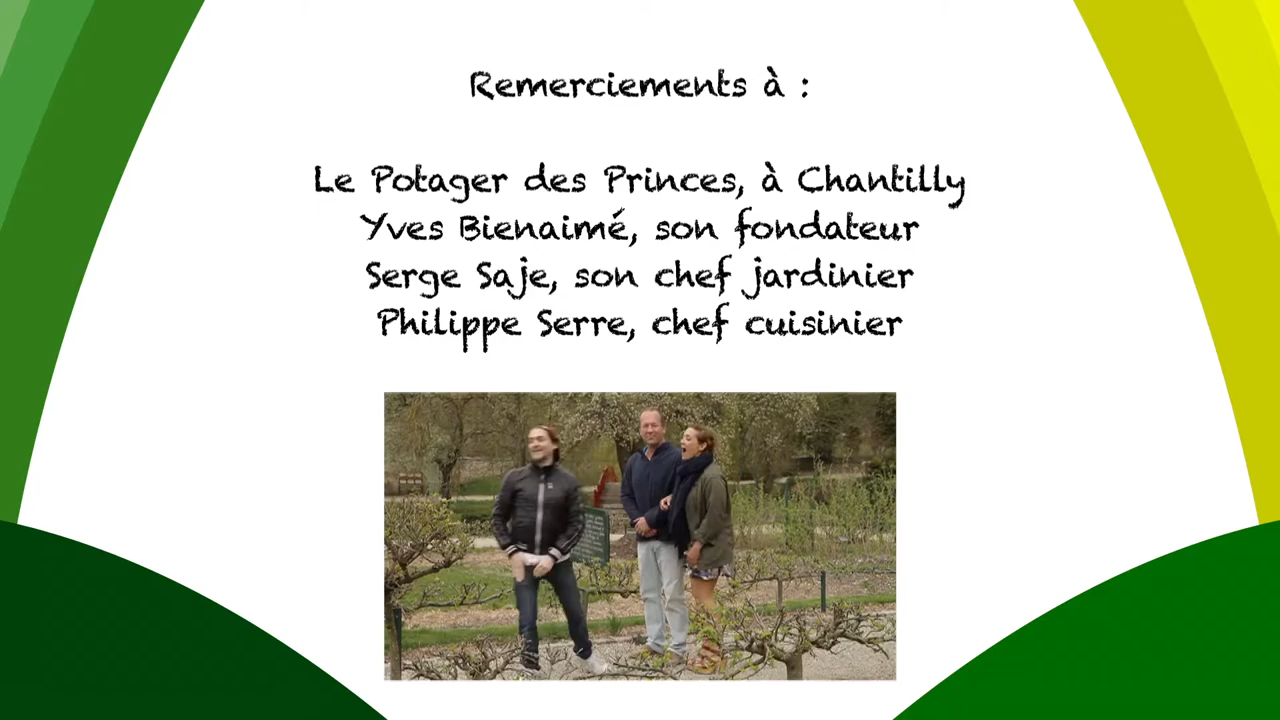 Remerciements à :
Le Potager des Princes, à Chantilly
Yves Bienaimé, son fondateur
Serge Saje, son chef jardinier
Philippe Serre, chef cuisinier